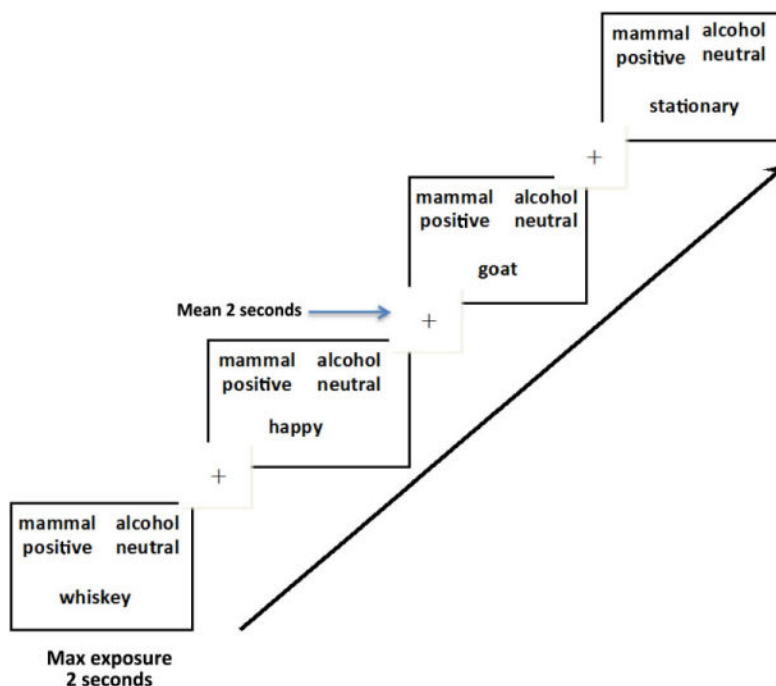 mammal alcohol
positive neutral
stationary
+
mammal alcohol
positive neutral
goat
Mean 2 seconds
+
mammal alcohol
positive neutral
happy
+
mammal alcohol
positive neutral
whiskey
Max exposure
2 seconds